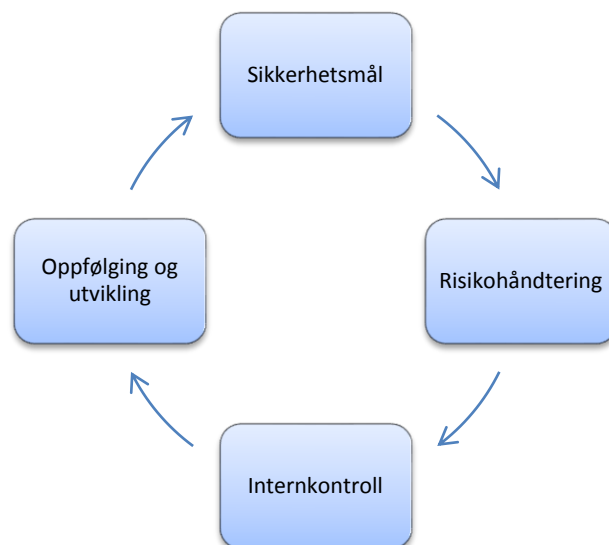 Sikkerhetsmål
Risikohåndtering
Internkontroll
Oppfølging og
utvikling